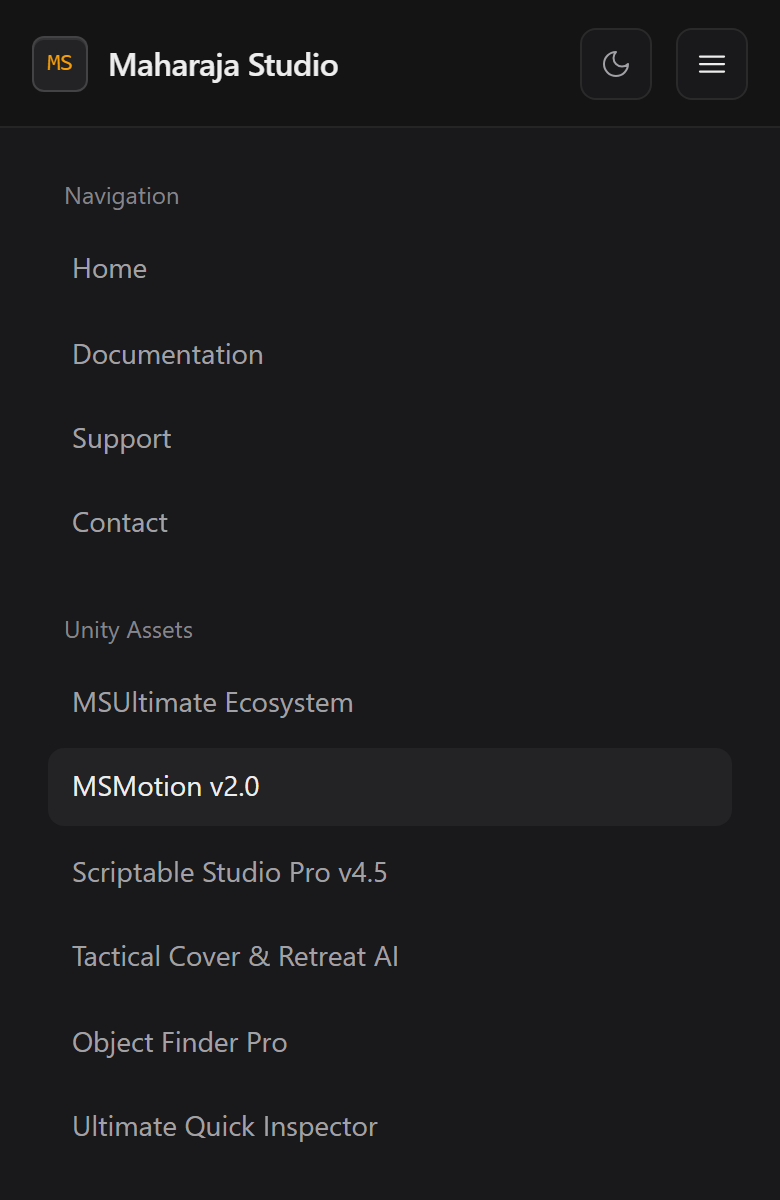 MS
Maharaja Studio
Navigation
Home
Documentation
Support
Contact
Unity Assets
MSUltimate Ecosystem
MSMotion v2.0
Scriptable Studio Pro v4.5
Tactical Cover & Retreat AI
Object Finder Pro
Ultimate Quick Inspector